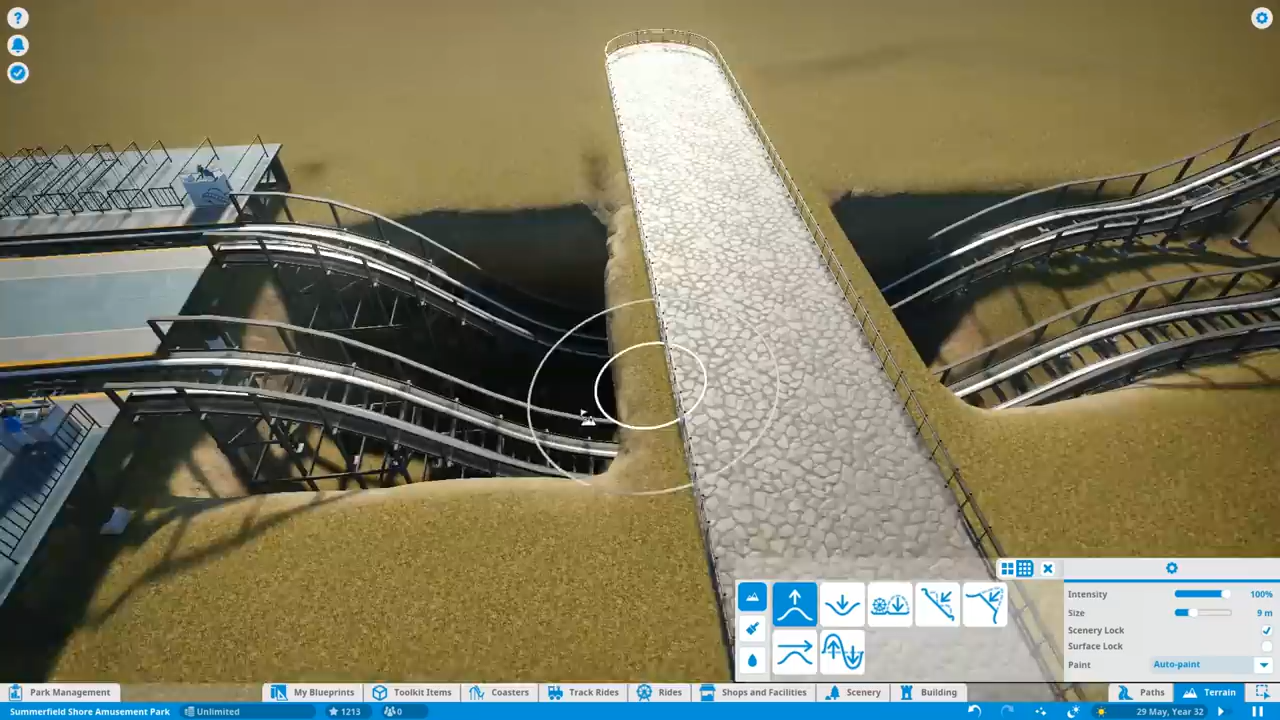 ?
Intensity 100%
Size 9 m
Scenery Lock
Surface Lock
Paint Auto-paint
Park Management My Blueprints Toolkit Items Coasters Track Rides Rides Shops and Facilities Scenery Building Paths Terrain
Summerfield Shore Amusement Park Unlimited 1213 0 29 May, Year 32